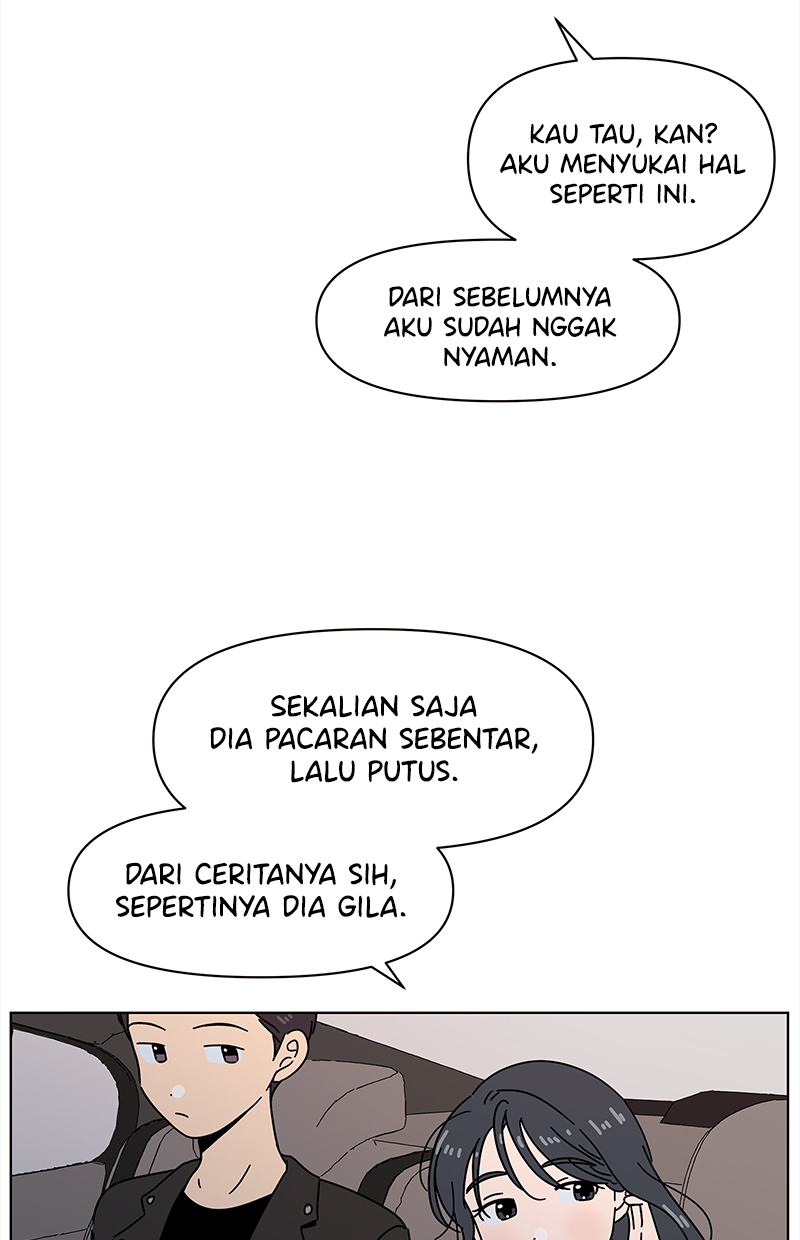 KAU TAU, KAN?
AKU MENYUKAI HAL
SEPERTI INI.
DARI SEBELUMNYA
AKU SUDAH NGGAK
NYAMAN.
SEKALIAN SAJA
DIA PACARAN SEBENTAR,
LALU PUTUS.
DARI CERITANYA SIH,
SEPERTINYA DIA GILA.